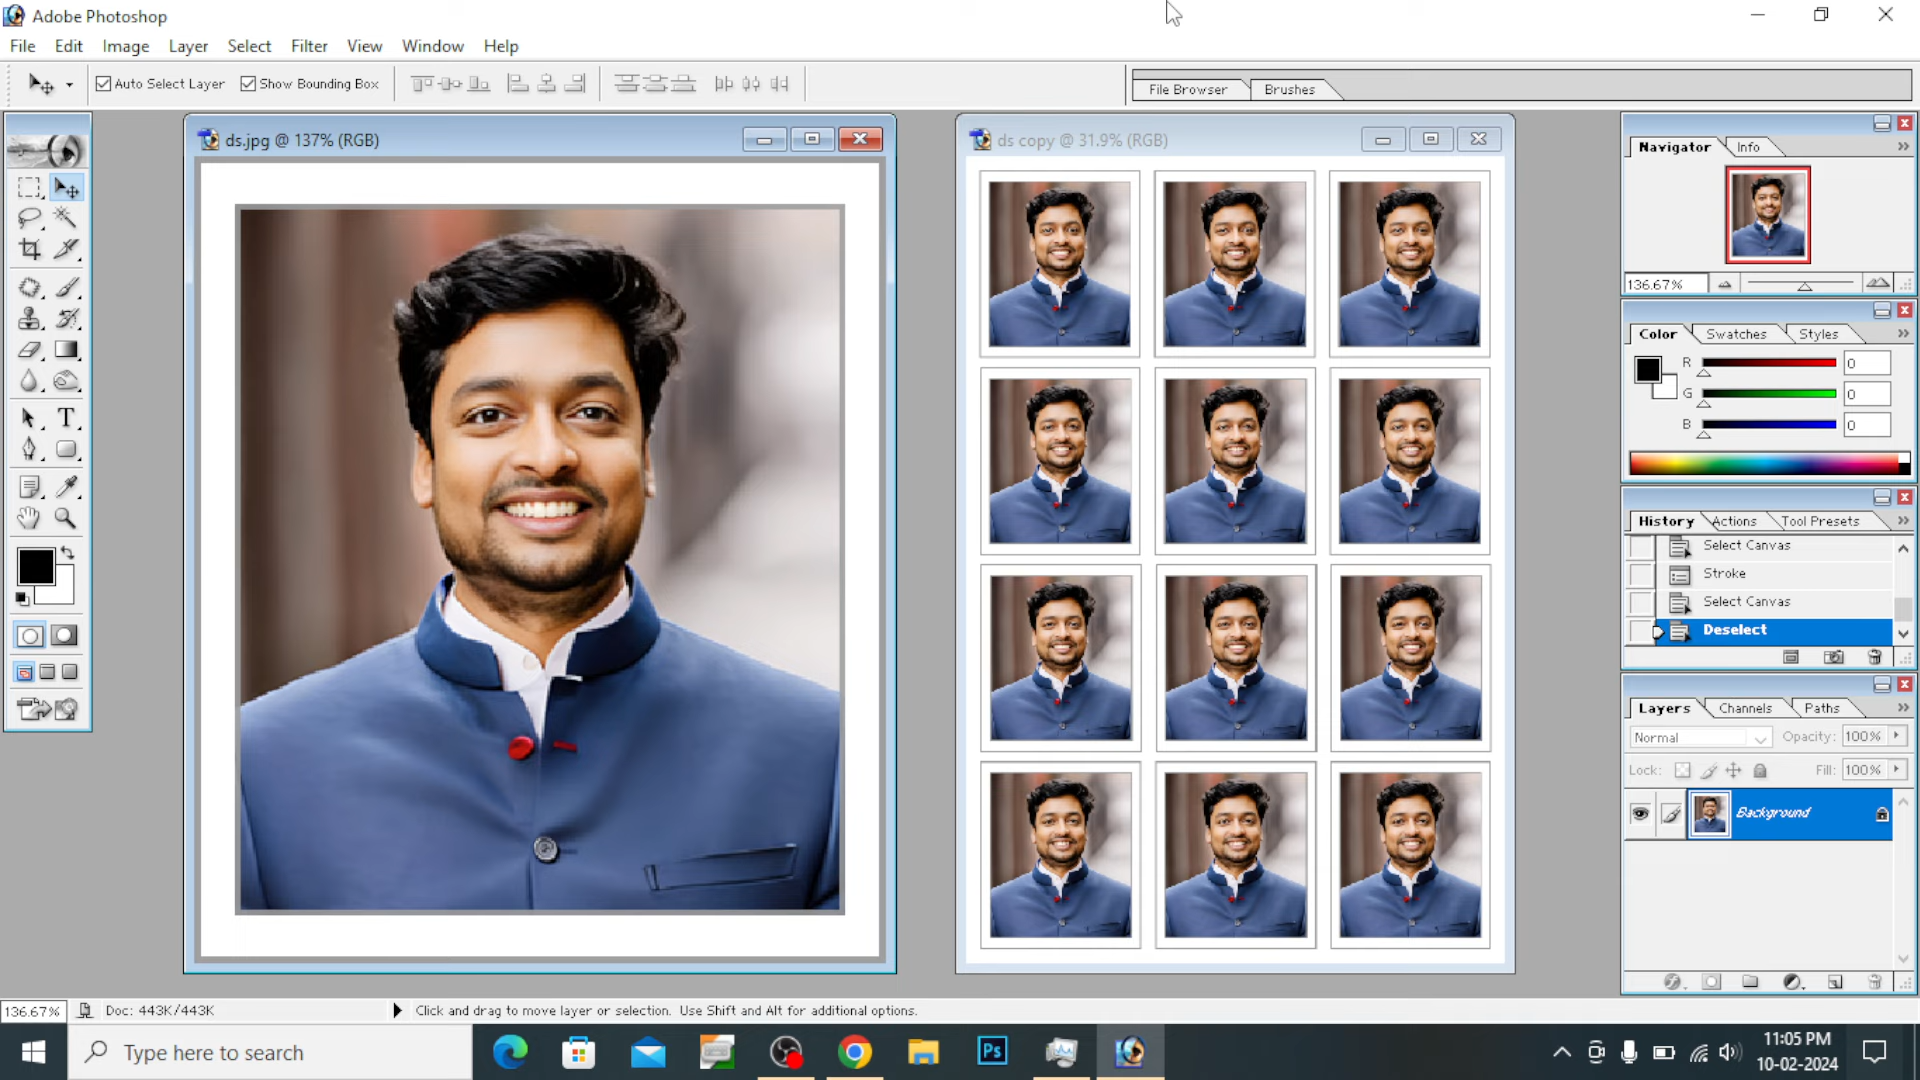 Adobe Photoshop
File Edit Image Layer Select Filter View Window Help
Auto Select Layer Show Bounding Box
File Browser Brushes
ds.jpg @ 137% (RGB)
ds copy @ 31.9% (RGB)
Navigator Info
136.67%
Color Swatches Styles
R 0
G 0
B 0
History Actions Tool Presets
Select Canvas
Stroke
Select Canvas
Deselect
Layers Channels Paths
Normal Opacity: 100%
Lock: Fill: 100%
Background
T
136.67% Doc: 443K/443K Click and drag to move layer or selection. Use Shift and Alt for additional options.
Type here to search
Ps
11:05 PM
10-02-2024